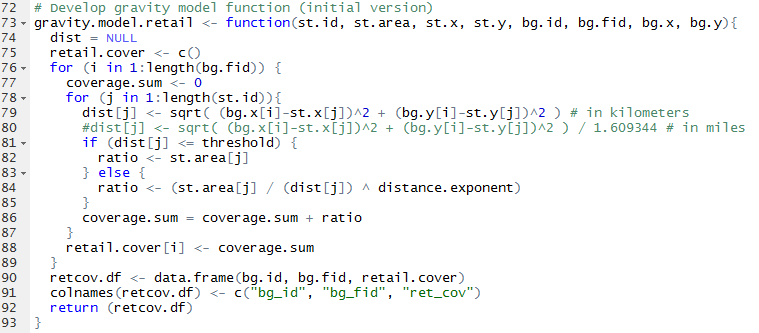 72 # Develop gravity model function (initial version)
73 gravity.model.retail <- function(st.id, st.area, st.x, st.y, bg.id, bg.fid, bg.x, bg.y){
74   dist = NULL
75   retail.cover <- c()
76   for (i in 1:length(bg.fid)) {
77     coverage.sum <- 0
78     for (j in 1:length(st.id)){
79       dist[j] <- sqrt( (bg.x[i]-st.x[j])^2 + (bg.y[i]-st.y[j])^2 ) # in kilometers
80       #dist[j] <- sqrt( (bg.x[i]-st.x[j])^2 + (bg.y[i]-st.y[j])^2 ) / 1.609344 # in miles
81       if (dist[j] <= threshold) {
82         ratio <- st.area[j]
83       } else {
84         ratio <- (st.area[j] / (dist[j]) ^ distance.exponent)
85       }
86       coverage.sum = coverage.sum + ratio
87     }
88     retail.cover[i] <- coverage.sum
89   }
90   retcov.df <- data.frame(bg.id, bg.fid, retail.cover)
91   colnames(retcov.df) <- c("bg_id", "bg_fid", "ret_cov")
92   return (retcov.df)
93 }